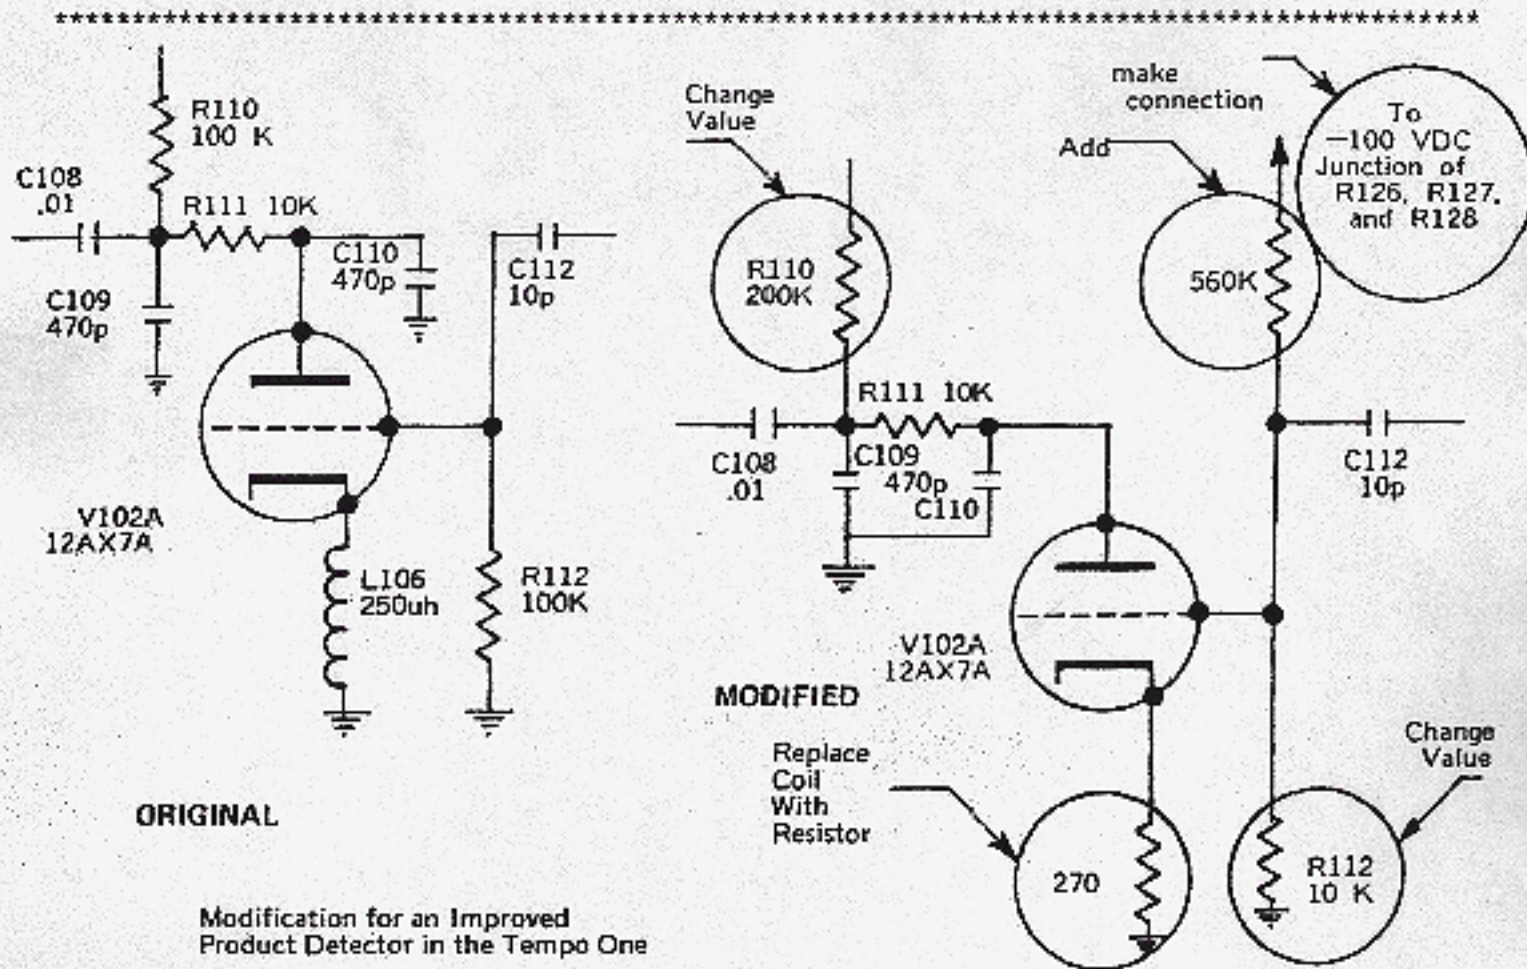 R110
100 K
C108
.01
R111 10K
C109
470p
C110
470p
C112
10p
V102A
12AX7A
L106
250uh
R112
100K
ORIGINAL
Change
Value
R110
200K
make
connection
Add
To
—100 VDC
Junction of
R126, R127,
and R128
560K
R111 10K
C108
.01
C109
470p
C110
C112
10p
V102A
12AX7A
MODIFIED
Replace
Coil
With
Resistor
270
Change
Value
R112
10 K
Modification for an Improved
Product Detector in the Tempo One